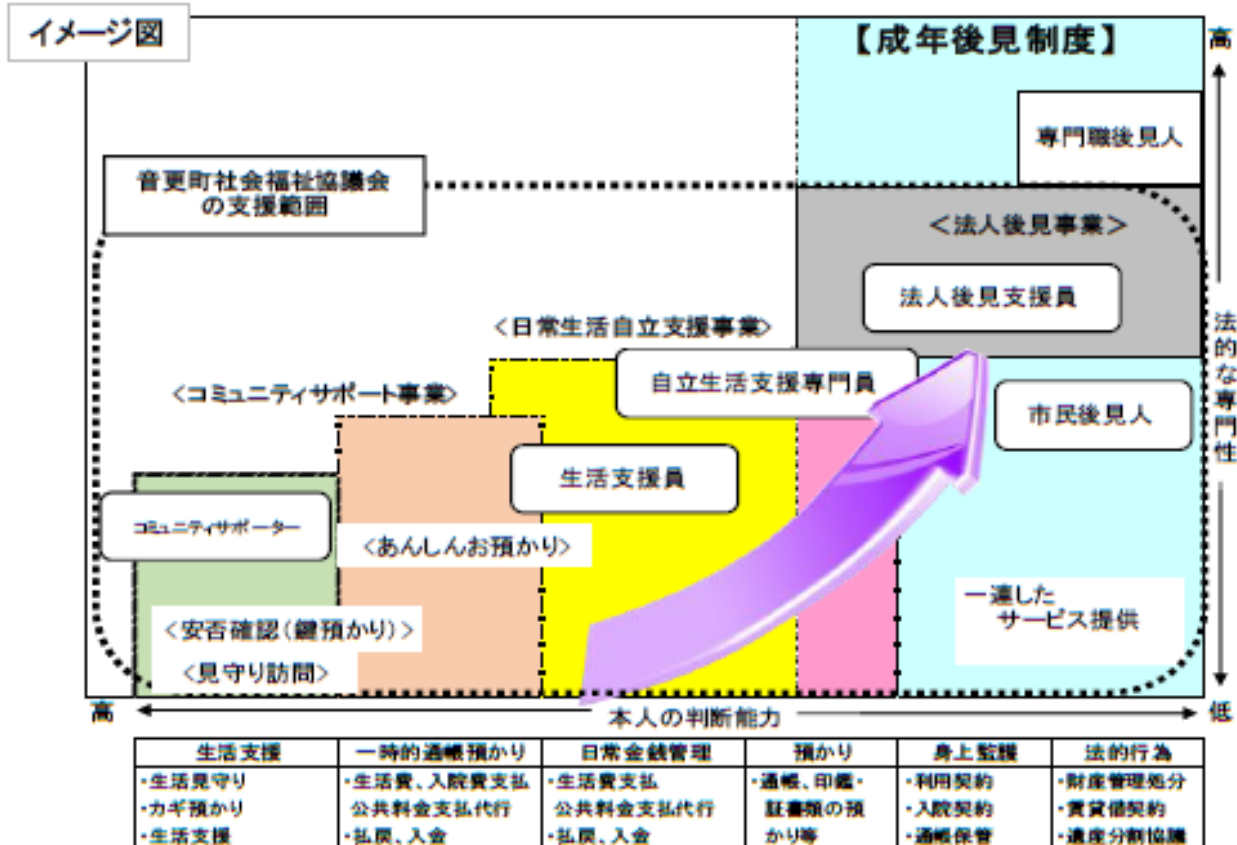 イメージ図
【成年後見制度】
高
専門職後見人
音更町社会福祉協議会
の支援範囲
<法人後見事業>
法人後見支援員
<日常生活自立支援事業>
法的な専門性
自立生活支援専門員
<コミュニティサポート事業>
市民後見人
生活支援員
コミュニティサポーター
<あんしんお預かり>
一連した
サービス提供
<安否確認(鍵預かり)>
<見守り訪問>
高
本人の判断能力
低
生活支援
・生活見守り
・カギ預かり
・生活支援
一時的通帳預かり
・生活費、入院費支払
公共料金支払代行
・払戻、入金
日常金銭管理
・生活費支払
公共料金支払代行
・払戻、入金
預かり
・通帳、印鑑・
証書類の預
かり等
身上監護
・利用契約
・入院契約
・通帳保管
法的行為
・財産管理処分
・賃貸借契約
・遺産分割協議